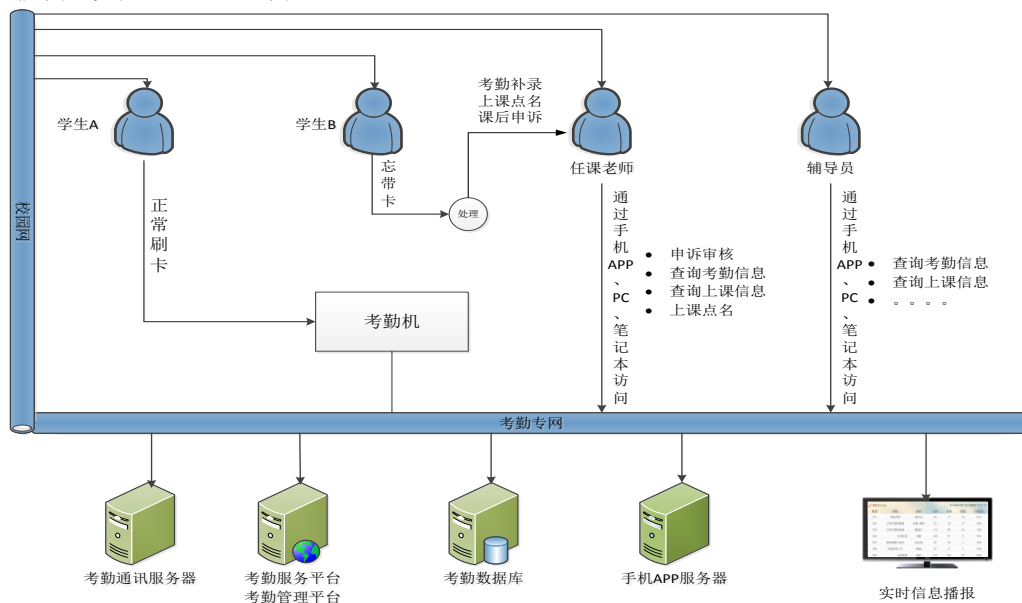 校园网
学生A
学生B
考勤补录
上课点名
课后申诉
任课老师
辅导员
正常刷卡
忘带卡
处理
通过手机APP、PC、笔记本访问
• 申诉审核
• 查询考勤信息
• 查询上课信息
• 上课点名
通过手机APP、PC、笔记本访问
• 查询考勤信息
• 查询上课信息
• 。。。。
考勤机
考勤专网
考勤通讯服务器
考勤服务平台
考勤管理平台
考勤数据库
手机APP服务器
实时信息播报